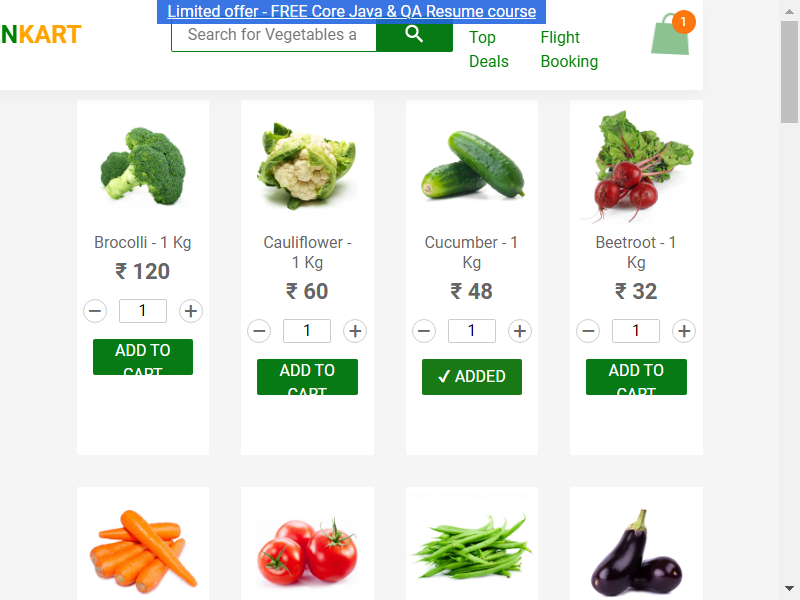 Limited offer - FREE Core Java & QA Resume course
NKART
Search for Vegetables a
Top
Deals
Flight
Booking
1
Brocolli - 1 Kg
₹ 120
− 1 +
ADD TO
CART
Cauliflower -
1 Kg
₹ 60
− 1 +
ADD TO
CART
Cucumber - 1
Kg
₹ 48
− 1 +
✔ ADDED
Beetroot - 1
Kg
₹ 32
− 1 +
ADD TO
CART